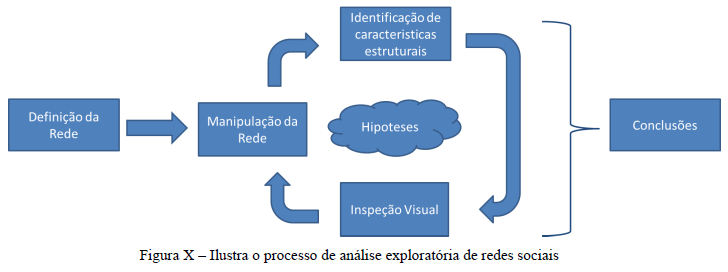 Definição da
Rede
Manipulação da
Rede
Identificação de
caracteristicas
estruturais
Hipoteses
Inspeção Visual
Conclusões
Figura X – Ilustra o processo de análise exploratória de redes sociais